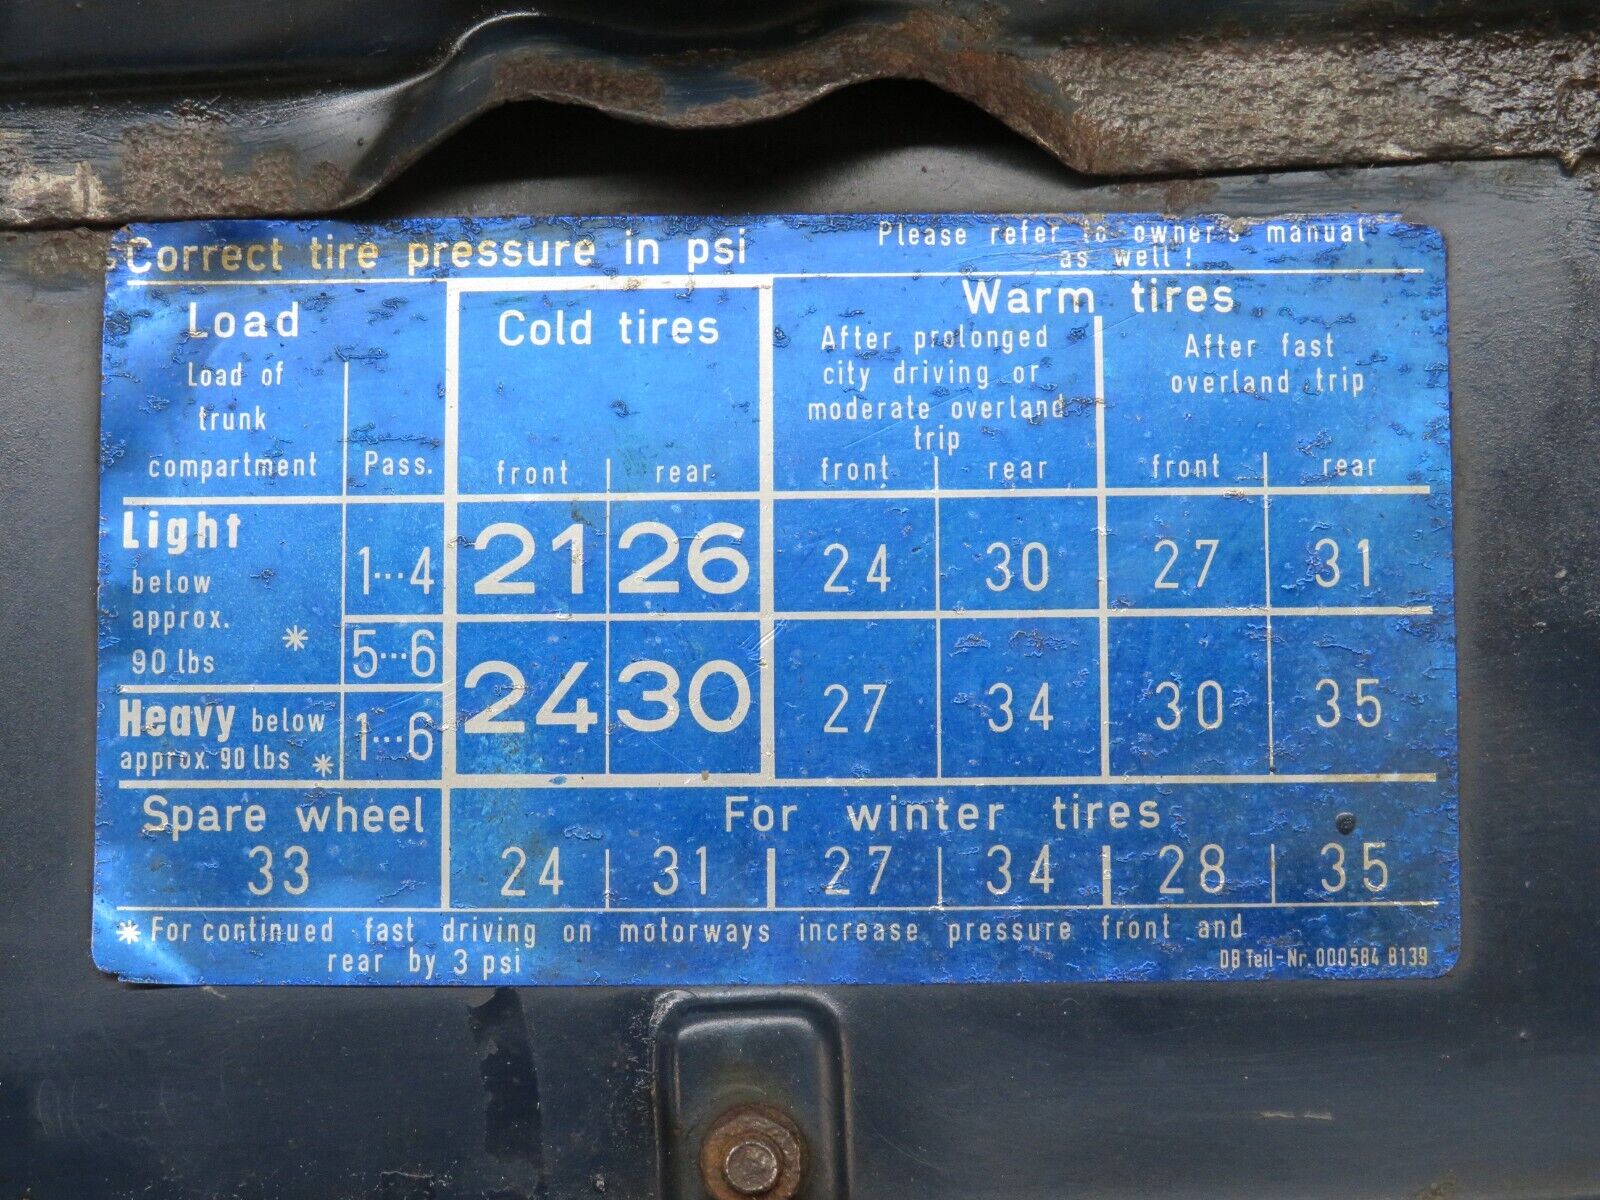 Correct tire pressure in psi
Please refer to owner's manual
as well!
Load
Load of
trunk
compartment
Pass.
Cold tires
front rear
Warm tires
After prolonged
city driving or
moderate overland
trip
front rear
After fast
overland trip
front rear
Light
below
approx.
90 lbs *
1...4 21 26 24 30 27 31
5...6
Heavy below
approx. 90 lbs *
1...6
24 30 27 34 30 35
Spare wheel
33
For winter tires
24 31 27 34 28 35
* For continued fast driving on motorways increase pressure front and
rear by 3 psi
DB Teil-Nr. 000584 8139